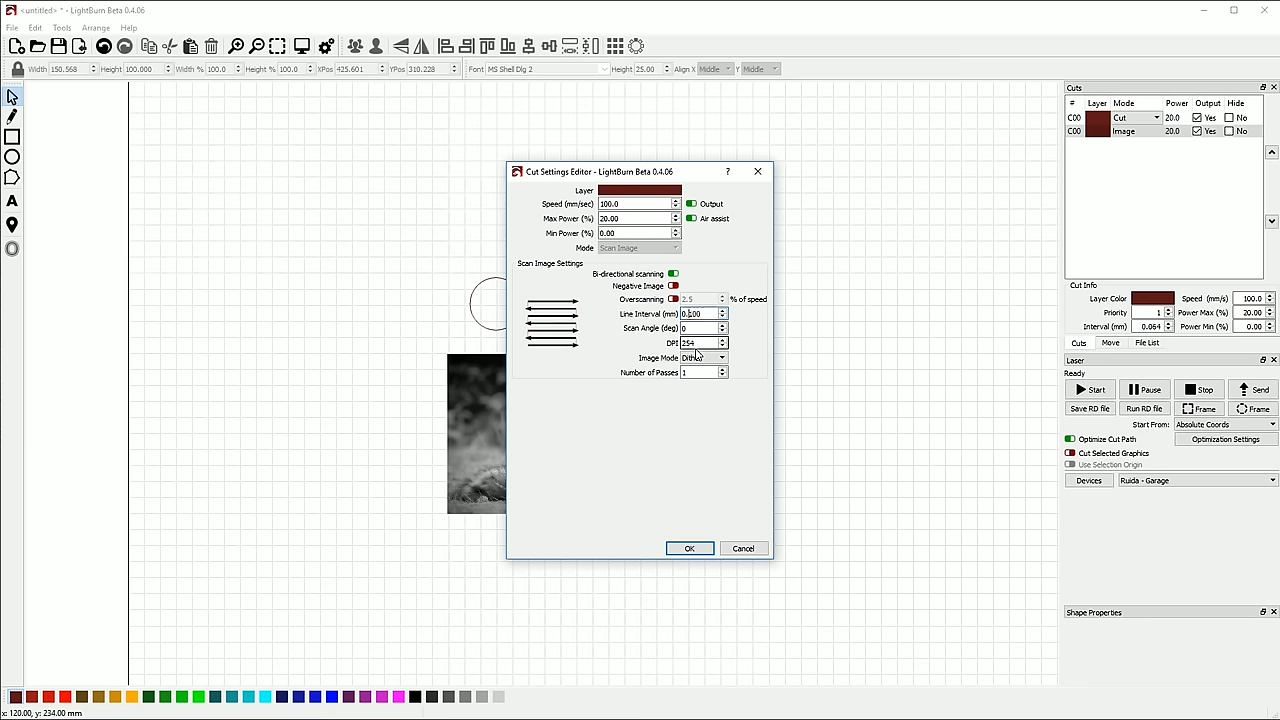 <untitled> * - LightBurn Beta 0.4.06
File Edit Tools Arrange Help
Width 150.568 Height 100.000 Width % 100.0 Height % 100.0 XPos 425.601 YPos 310.228 Font MS Shell Dlg 2 Height 25.00 Align X Middle Y Middle
A
Cut Settings Editor - LightBurn Beta 0.4.06 ?
Layer
Speed (mm/sec) 100.0 Output
Max Power (%) 20.00 Air assist
Min Power (%) 0.00
Mode Scan Image
Scan Image Settings
Bi-directional scanning
Negative Image
Overscanning 2.5 % of speed
Line Interval (mm) 0.100
Scan Angle (deg) 0
DPI 254
Image Mode
Number of Passes 1
OK Cancel
Cuts
# Layer Mode Power Output Hide
C00 Cut 20.0 Yes No
C00 Image 20.0 Yes No
Cut Info
Layer Color Speed (mm/s) 100.0
Priority 1 Power Max (%) 20.00
Interval (mm) 0.064 Power Min (%) 0.00
Cuts Move File List
Laser
Ready
Start Pause Stop Send
Save RD file Run RD file Frame Frame
Start From: Absolute Coords
Optimize Cut Path Optimization Settings
Cut Selected Graphics
Use Selection Origin
Devices Ruida - Garage
Shape Properties
x: 120.00, y: 234.00 mm